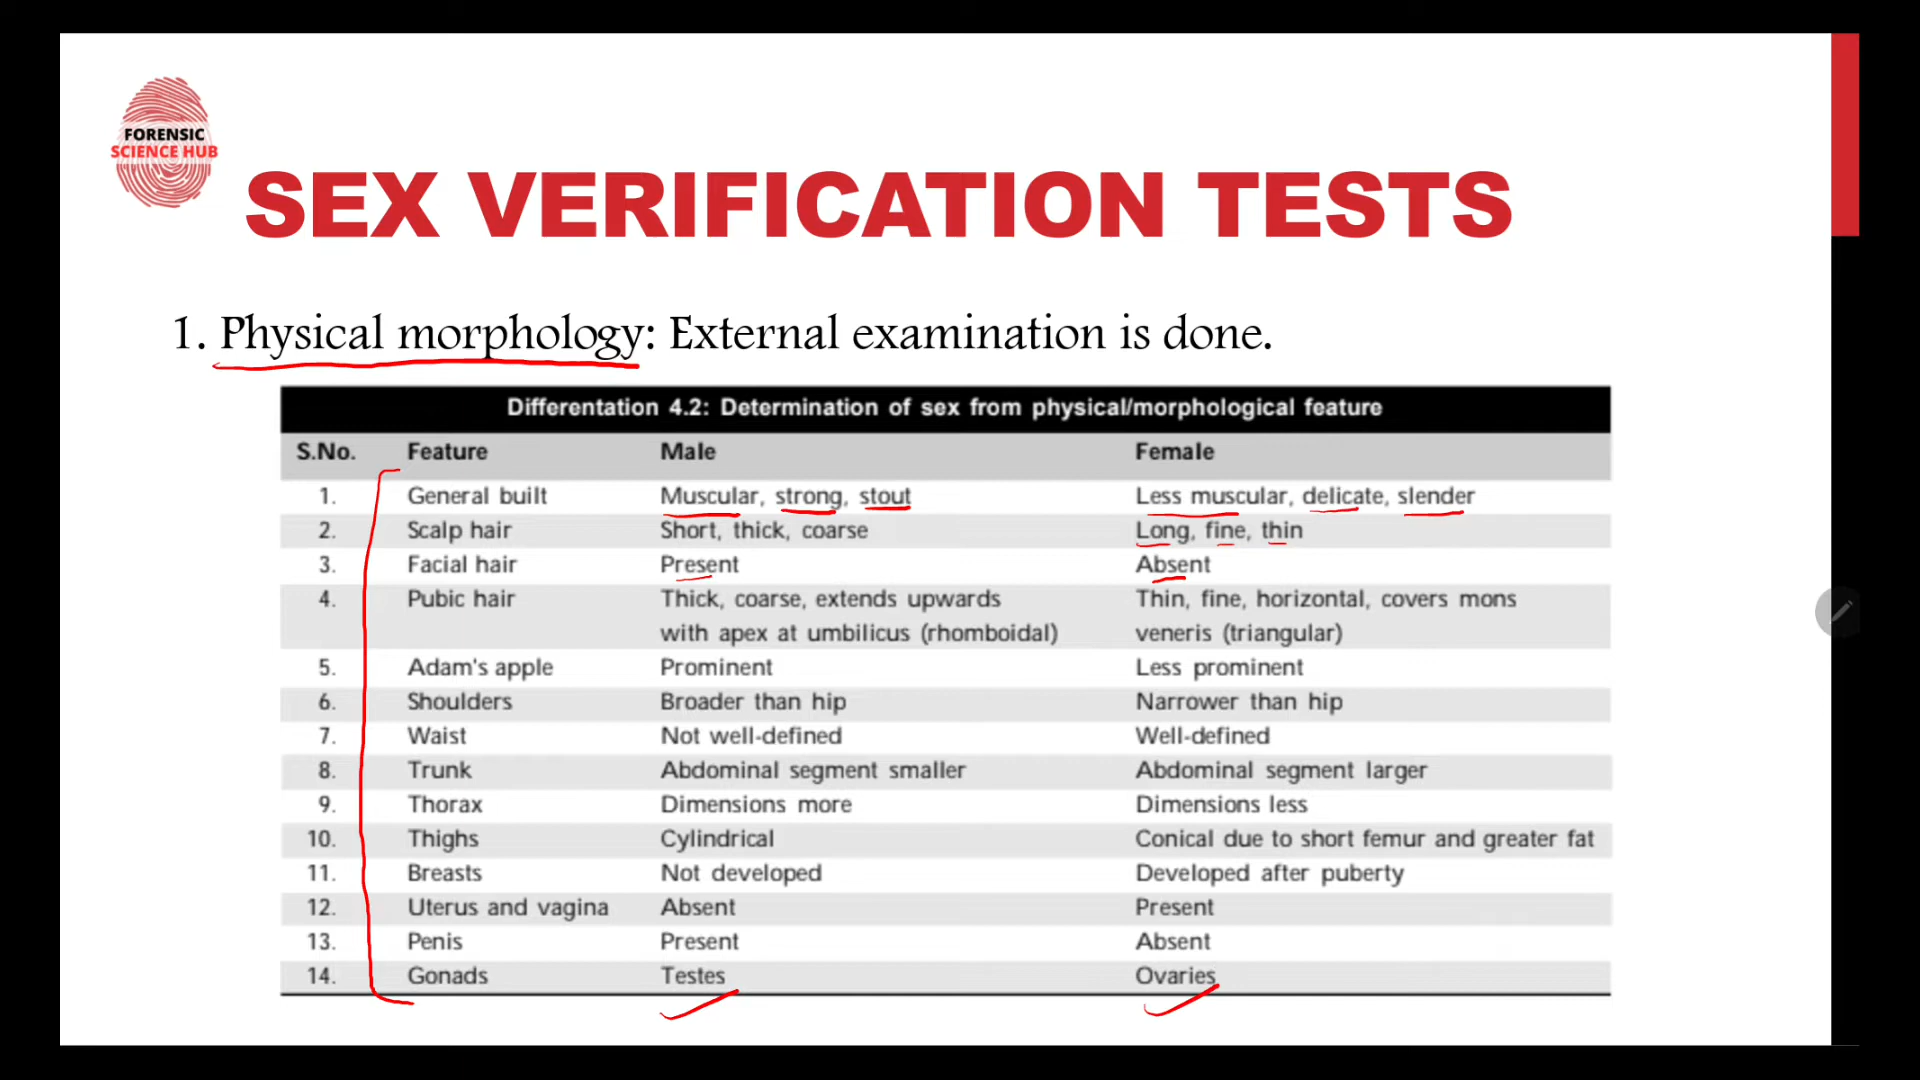 FORENSIC
SCIENCE HUB
SEX VERIFICATION TESTS
1. Physical morphology: External examination is done.
Differentation 4.2: Determination of sex from physical/morphological feature
S.No. Feature Male Female
1. General built Muscular, strong, stout Less muscular, delicate, slender
2. Scalp hair Short, thick, coarse Long, fine, thin
3. Facial hair Present Absent
4. Pubic hair Thick, coarse, extends upwards Thin, fine, horizontal, covers mons
with apex at umbilicus (rhomboidal) veneris (triangular)
5. Adam's apple Prominent Less prominent
6. Shoulders Broader than hip Narrower than hip
7. Waist Not well-defined Well-defined
8. Trunk Abdominal segment smaller Abdominal segment larger
9. Thorax Dimensions more Dimensions less
10. Thighs Cylindrical Conical due to short femur and greater fat
11. Breasts Not developed Developed after puberty
12. Uterus and vagina Absent Present
13. Penis Present Absent
14. Gonads Testes Ovaries